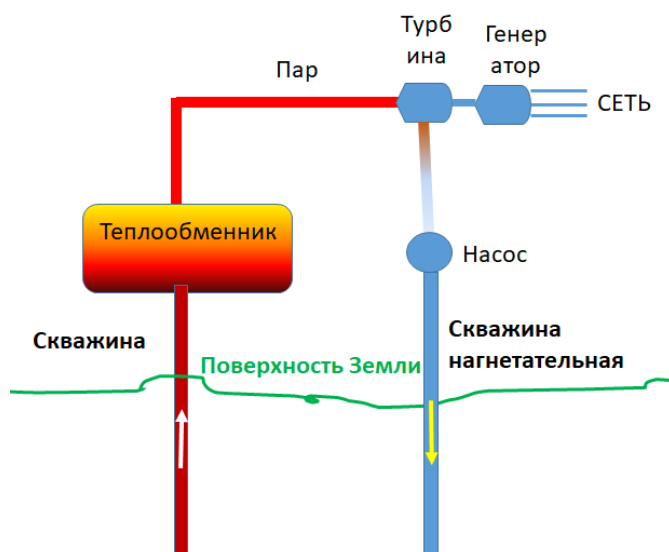 Турб
ина
Генер
атор
Пар
СЕТЬ
Теплообменник
Насос
Скважина
Скважина
нагнетательная
Поверхность Земли